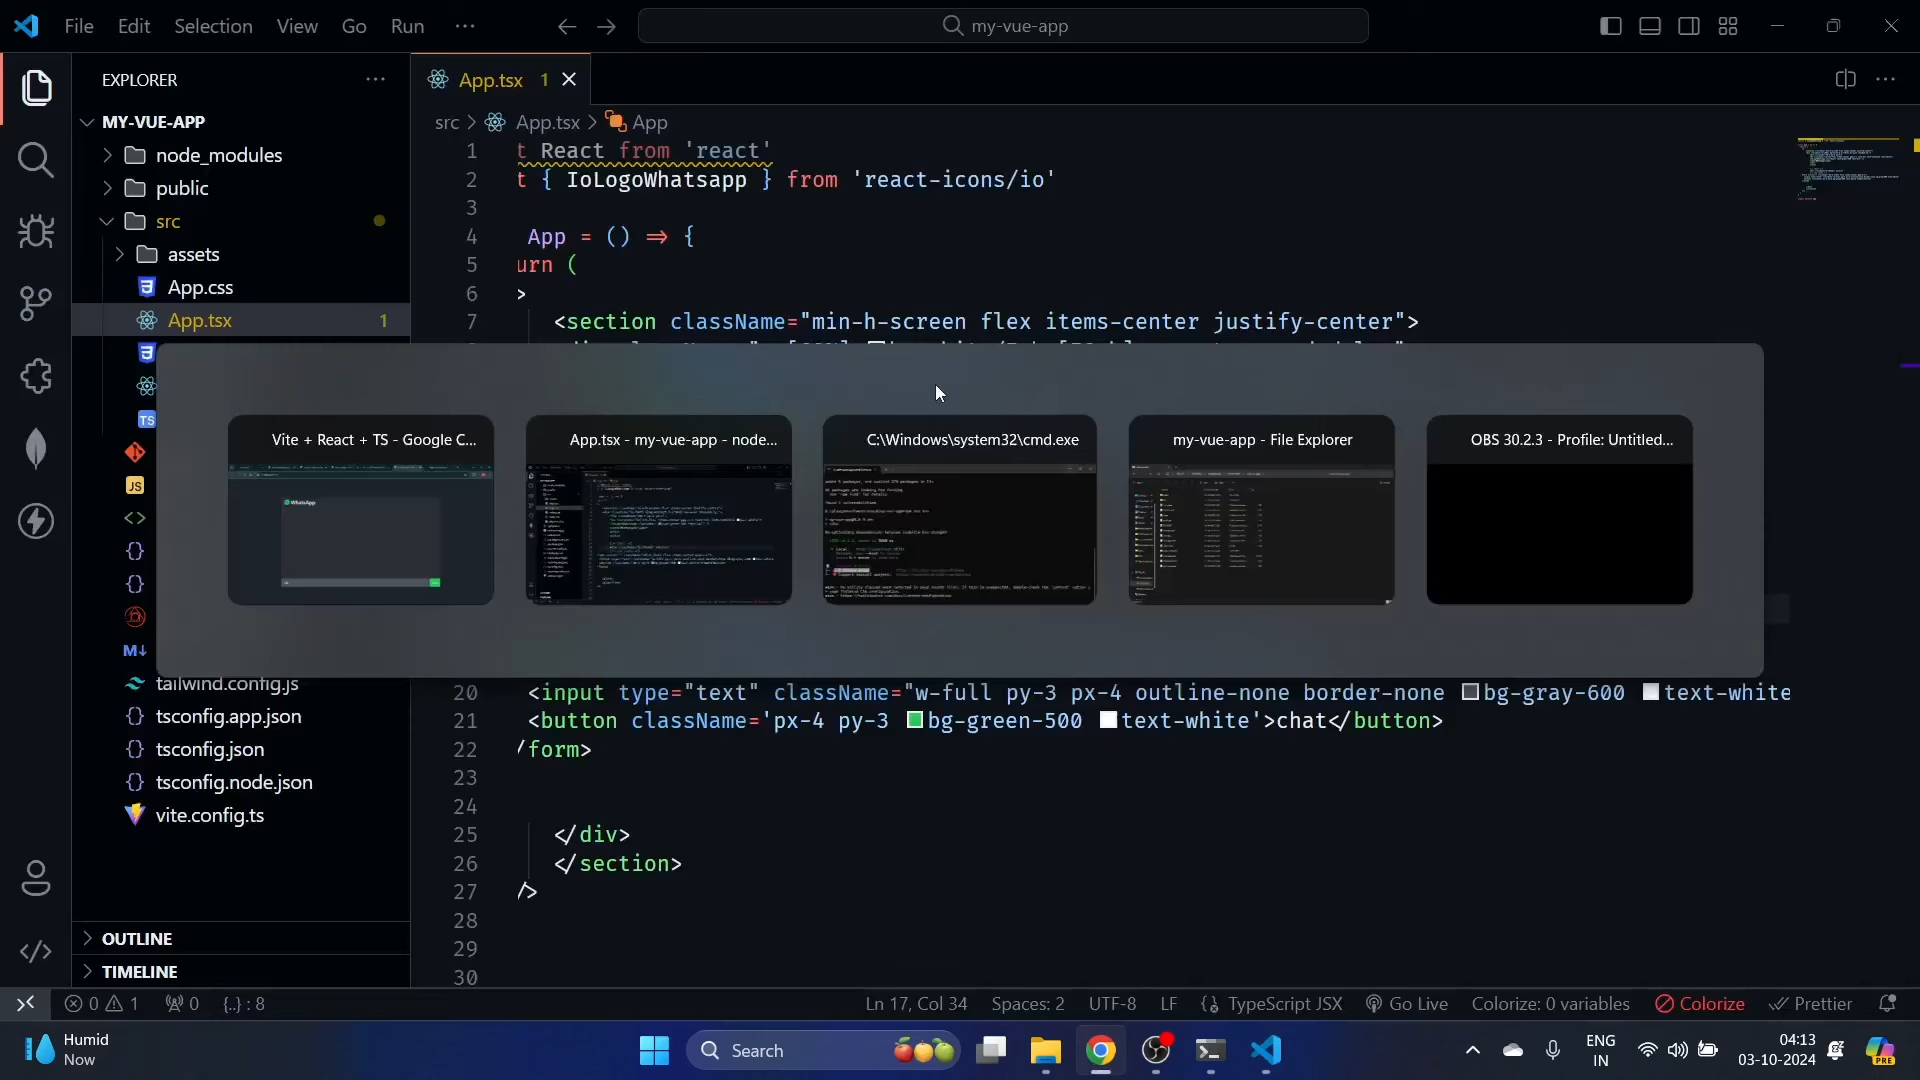 File Edit Selection View Go Run ···
my-vue-app
EXPLORER
App.tsx 1
MY-VUE-APP
src > App.tsx > App
node_modules
public
src
assets
App.css
App.tsx 1
1 t React from 'react'
2 t { IoLogoWhatsapp } from 'react-icons/io'
3
4 App = () => {
5 urn (
6 >
7 <section className="min-h-screen flex items-center justify-center">
Vite + React + TS - Google C...
App.tsx - my-vue-app - node...
C:\Windows\system32\cmd.exe
my-vue-app - File Explorer
OBS 30.2.3 - Profile: Untitled...
WhatsApp
TS
JS
M↓
tailwind.config.js
tsconfig.app.json
tsconfig.json
tsconfig.node.json
vite.config.ts
20 <input type="text" className="w-full py-3 px-4 outline-none border-none bg-gray-600 text-white
21 <button className='px-4 py-3 bg-green-500 text-white'>chat</button>
22 /form>
23
24
25 </div>
26 </section>
27 />
28
29
30
OUTLINE
TIMELINE
0 1 0 {..} : 8
Ln 17, Col 34 Spaces: 2 UTF-8 LF {} TypeScript JSX Go Live Colorize: 0 variables Colorize Prettier
Humid
Now
Search
ENG
IN
04:13
03-10-2024
PRE